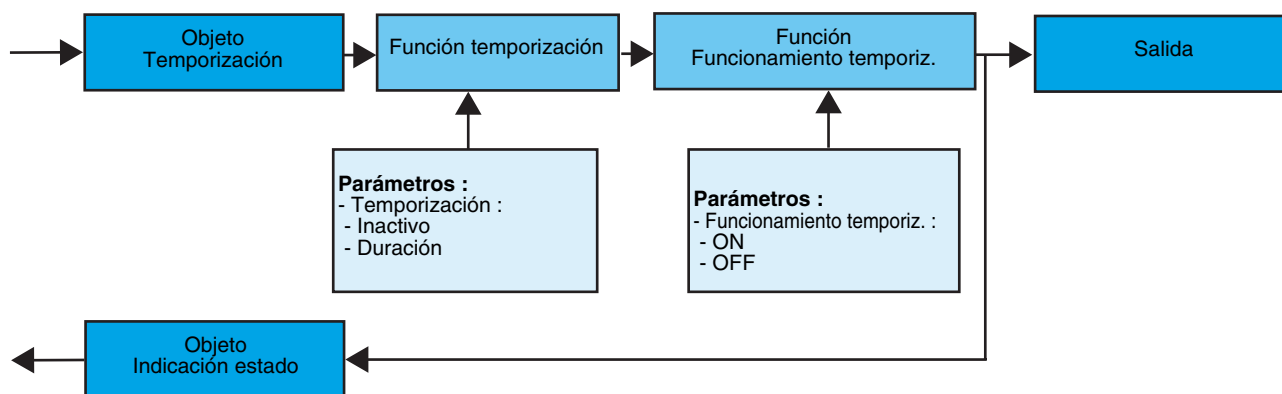 Objeto
Temporización
Función temporización
Función
Funcionamiento temporiz.
Salida
Parámetros :
- Temporización :
- Inactivo
- Duración
Parámetros :
- Funcionamiento temporiz. :
- ON
- OFF
Objeto
Indicación estado